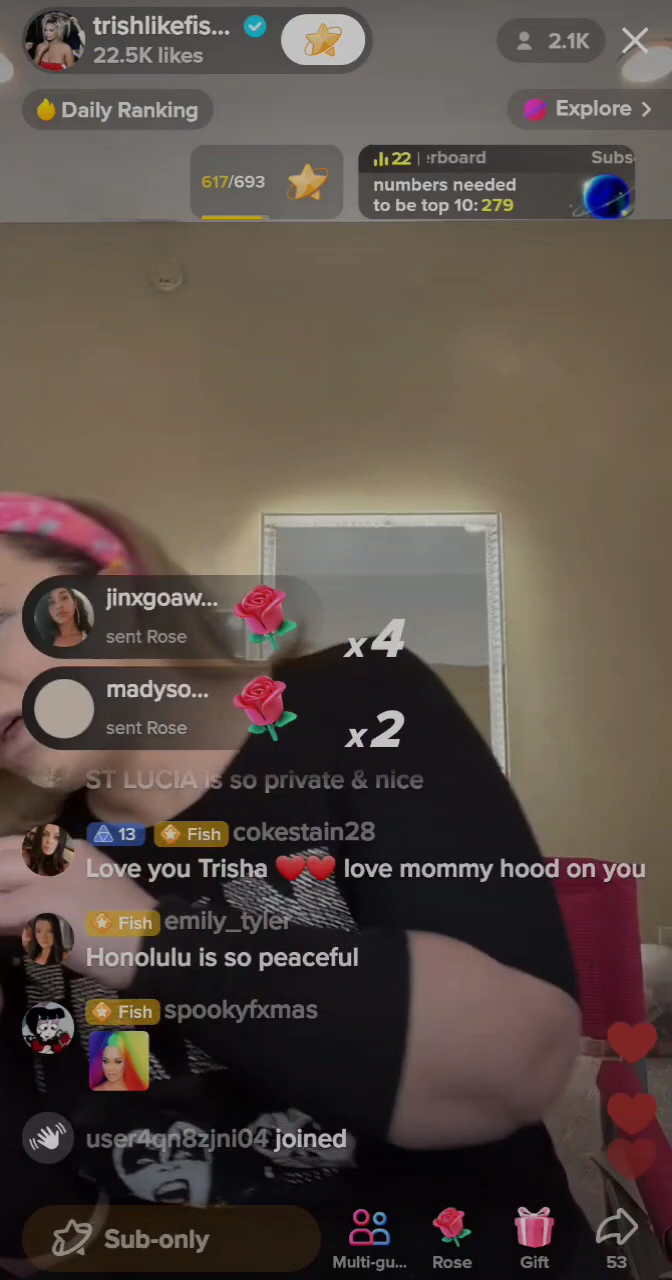 trishlikefis...
22.5K likes
2.1K
Daily Ranking
Explore
617/693
22 | erboard Subs
numbers needed
to be top 10: 279
jinxgoaw...
sent Rose
x4
madyso...
sent Rose
x2
ST LUCIA is so private & nice
13 Fish cokestain28
Love you Trisha ❤️❤️ love mommy hood on you
Fish emily_tyler
Honolulu is so peaceful
Fish spookyfxmas
user4qn8zjni04 joined
Sub-only
Multi-gu...
Rose
Gift
53